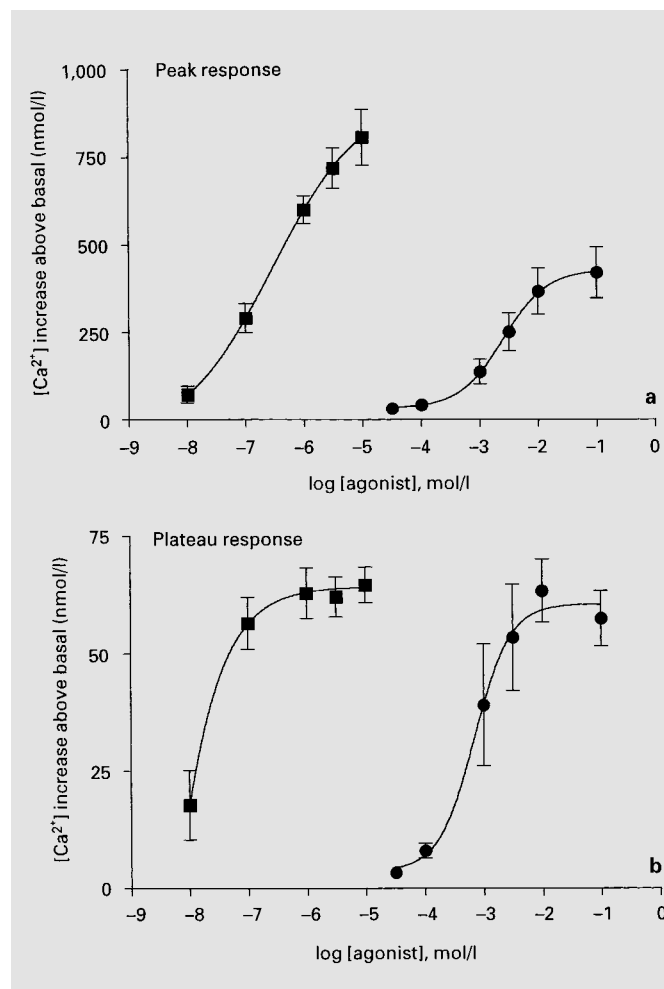 Peak response
1,000
750
500
250
0
[Ca²⁺] increase above basal (nmol/l)
–9 –8 –7 –6 –5 –4 –3 –2 –1 0
log [agonist], mol/l
a
Plateau response
75
50
25
0
[Ca²⁺] increase above basal (nmol/l)
–9 –8 –7 –6 –5 –4 –3 –2 –1 0
log [agonist], mol/l
b